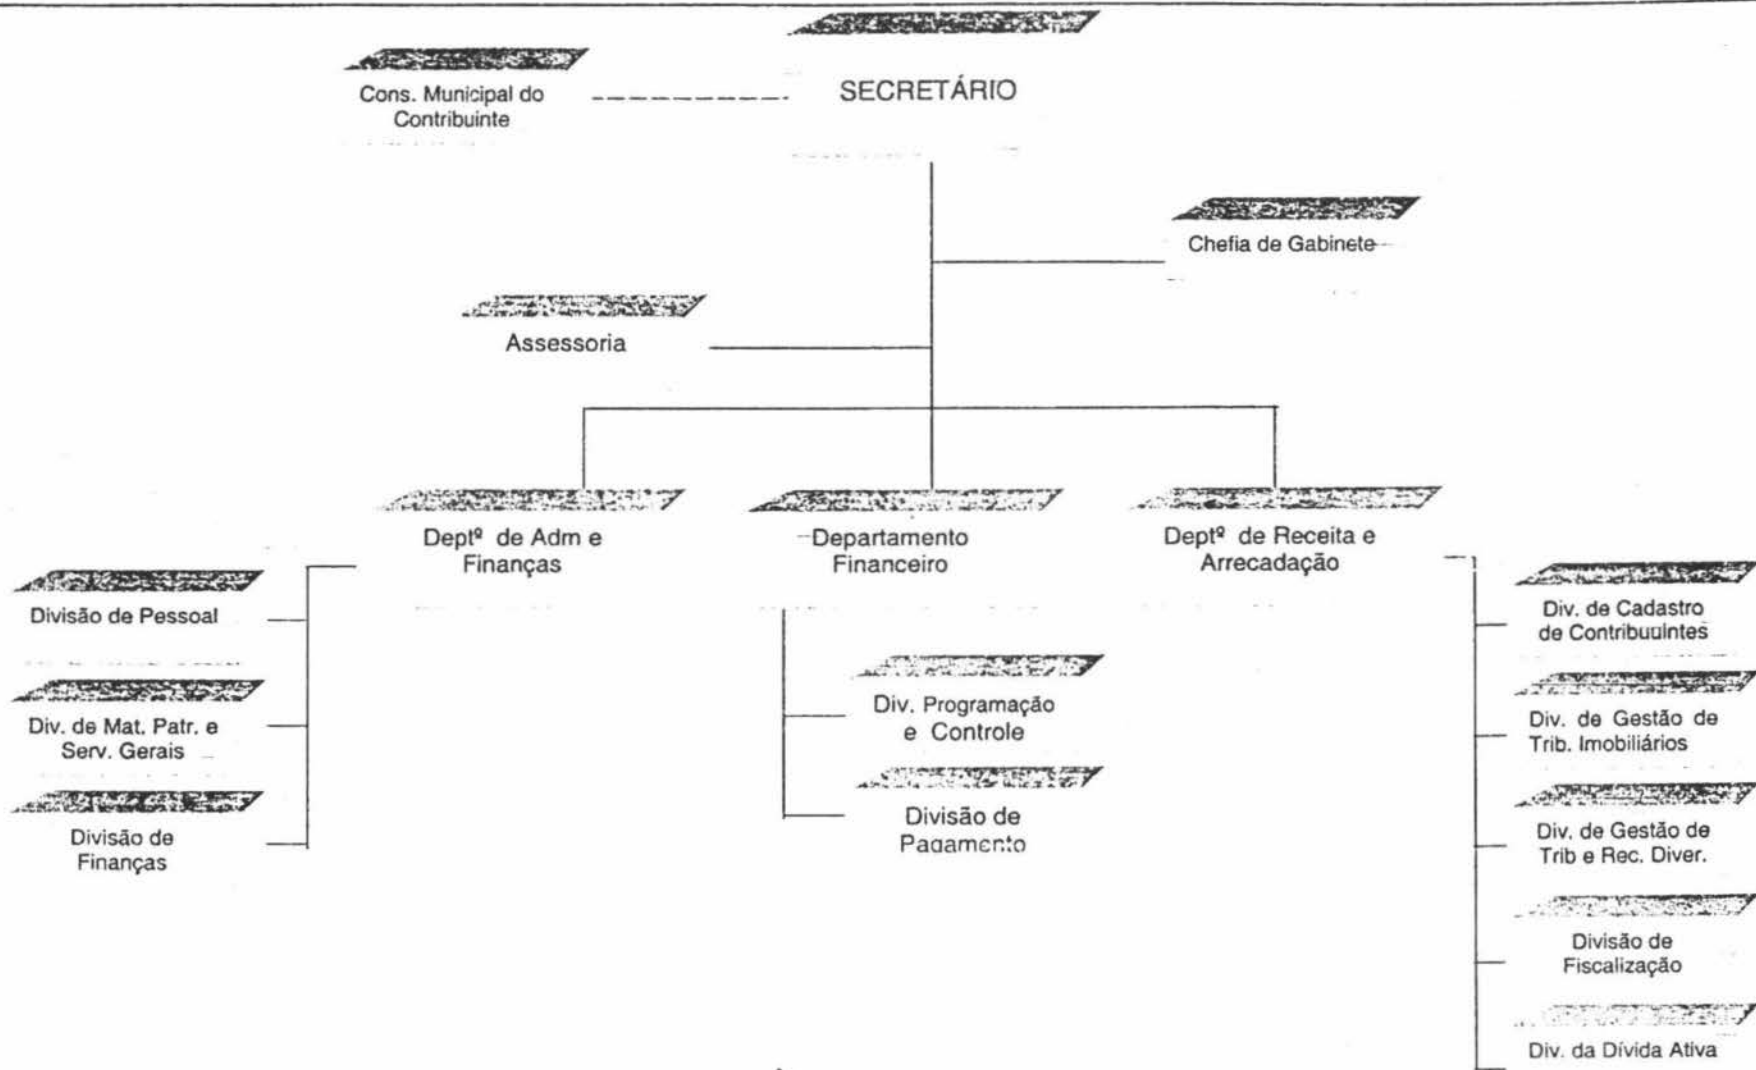 SECRETÁRIO
Cons. Municipal do
Contribuinte
Chefia de Gabinete
Assessoria
Deptº de Adm e
Finanças
Departamento
Financeiro
Deptº de Receita e
Arrecadação
Divisão de Pessoal
Div. de Mat. Patr. e
Serv. Gerais
Divisão de
Finanças
Div. Programação
e Controle
Divisão de
Pagamento
Div. de Cadastro
de Contribuuintes
Div. de Gestão de
Trib. Imobiliários
Div. de Gestão de
Trib e Rec. Diver.
Divisão de
Fiscalização
Div. da Dívida Ativa